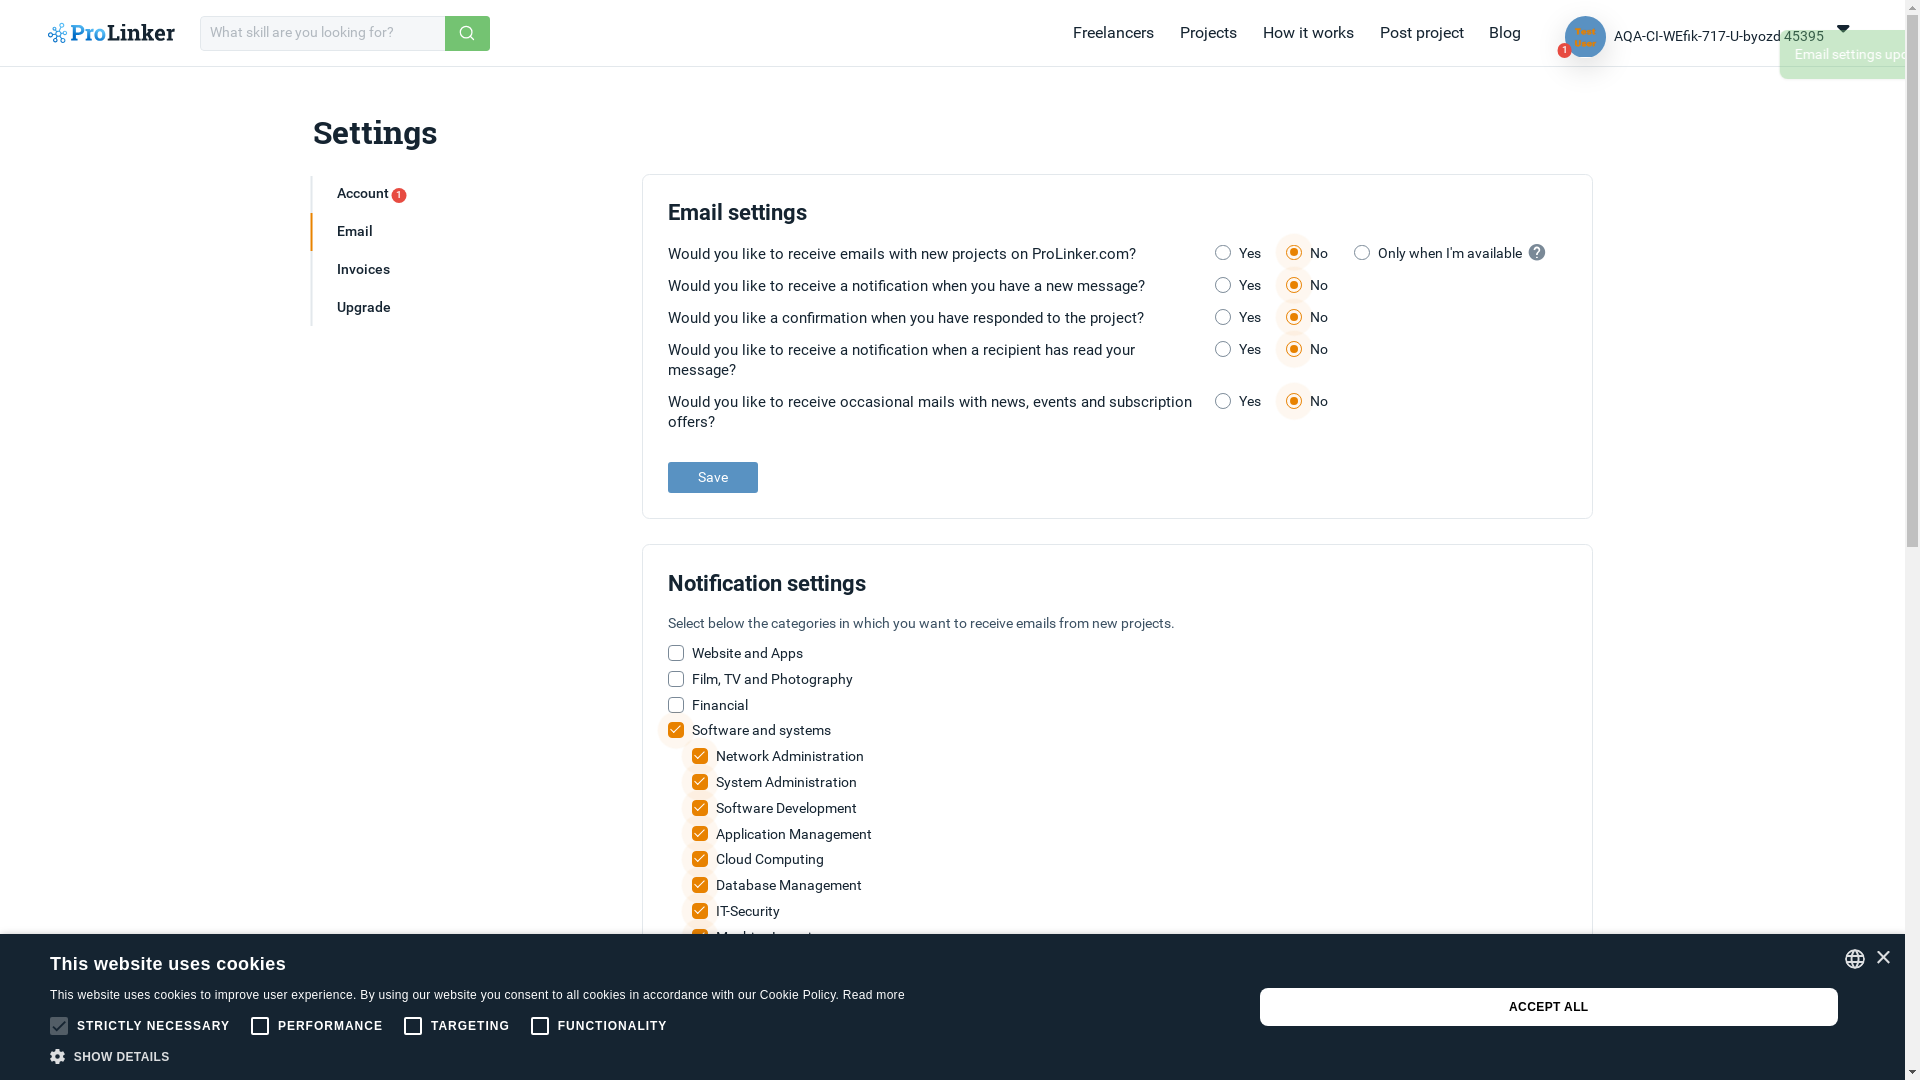 ProLinker
What skill are you looking for?
Freelancers
Projects
How it works
Post project
Blog
Test
User
1
AQA-CI-WEfik-717-U-byozd 45395
Email settings
Settings
Account 1
Email
Invoices
Upgrade
Email settings
Would you like to receive emails with new projects on ProLinker.com?
Yes
No
Only when I'm available
?
Would you like to receive a notification when you have a new message?
Yes
No
Would you like a confirmation when you have responded to the project?
Yes
No
Would you like to receive a notification when a recipient has read your
message?
Yes
No
Would you like to receive occasional mails with news, events and subscription
offers?
Yes
No
Save
Notification settings
Select below the categories in which you want to receive emails from new projects.
Website and Apps
Film, TV and Photography
Financial
Software and systems
Network Administration
System Administration
Software Development
Application Management
Cloud Computing
Database Management
IT-Security
This website uses cookies
This website uses cookies to improve user experience. By using our website you consent to all cookies in accordance with our Cookie Policy. Read more
STRICTLY NECESSARY
PERFORMANCE
TARGETING
FUNCTIONALITY
SHOW DETAILS
ACCEPT ALL